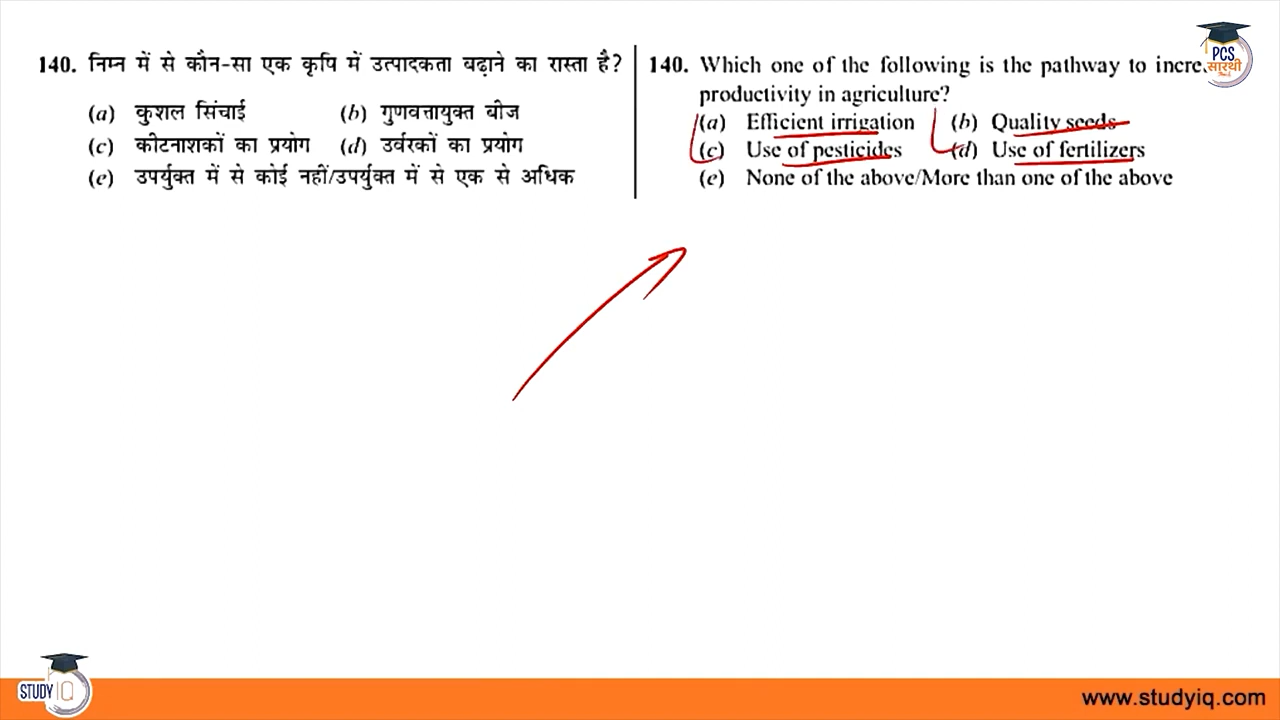 140. निम्न में से कौन-सा एक कृषि में उत्पादकता बढ़ाने का रास्ता है?
(a) कुशल सिंचाई (b) गुणवत्तायुक्त बीज
(c) कीटनाशकों का प्रयोग (d) उर्वरकों का प्रयोग
(e) उपर्युक्त में से कोई नहीं/उपर्युक्त में से एक से अधिक
140. Which one of the following is the pathway to
productivity in agriculture?
(a) Efficient irrigation (b) Quality seeds
(c) Use of pesticides (d) Use of fertilizers
(e) None of the above/More than one of the above
PCS
सारथी
STUDY IQ
www.studyiq.com